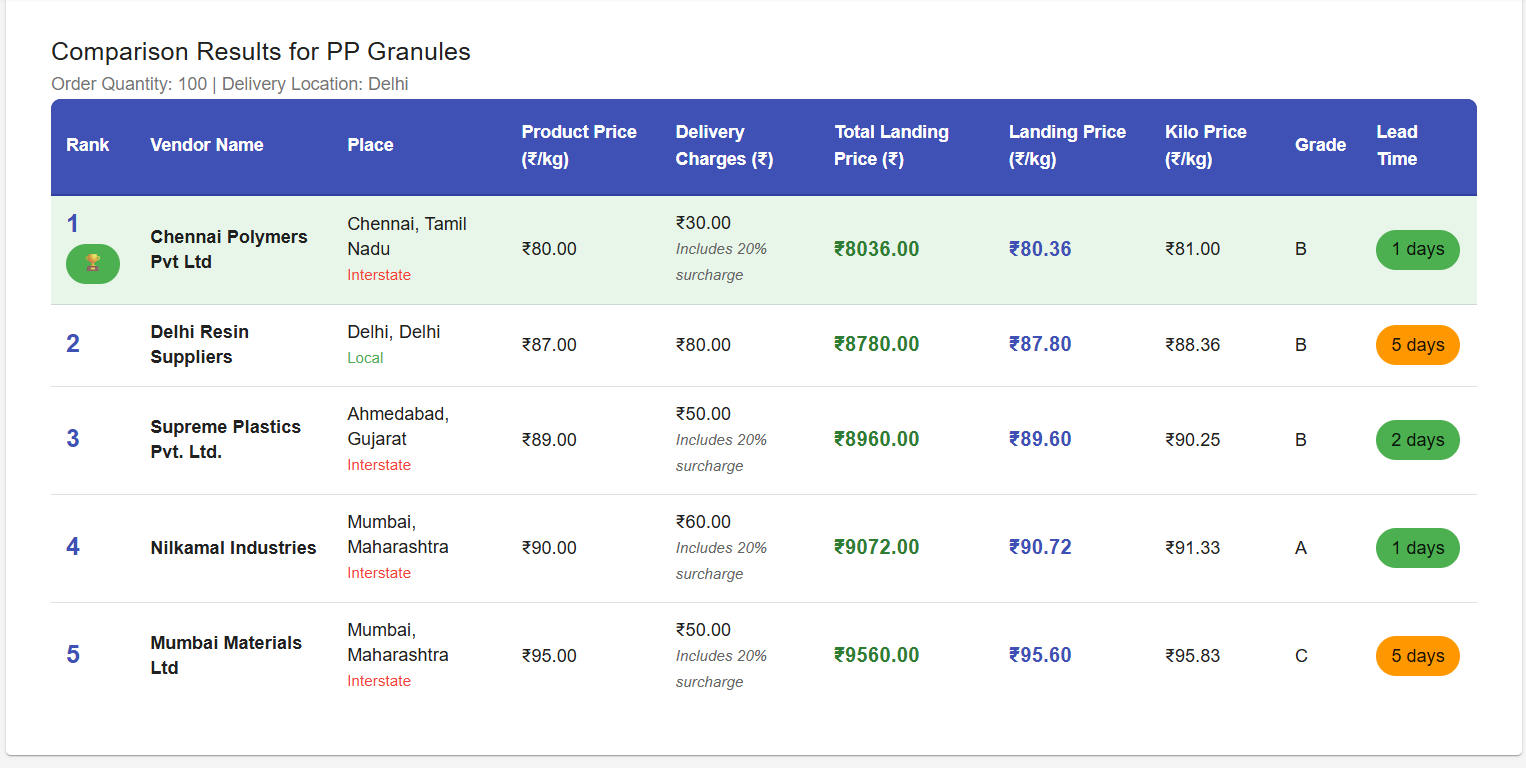 Comparison Results for PP Granules
Order Quantity: 100 | Delivery Location: Delhi
Rank Vendor Name Place Product Price (₹/kg) Delivery Charges (₹) Total Landing Price (₹) Landing Price (₹/kg) Kilo Price (₹/kg) Grade Lead Time
1 Chennai Polymers Pvt Ltd Chennai, Tamil Nadu Interstate ₹80.00 ₹30.00 Includes 20% surcharge ₹8036.00 ₹80.36 ₹81.00 B 1 days
2 Delhi Resin Suppliers Delhi, Delhi Local ₹87.00 ₹80.00 ₹8780.00 ₹87.80 ₹88.36 B 5 days
3 Supreme Plastics Pvt. Ltd. Ahmedabad, Gujarat Interstate ₹89.00 ₹50.00 Includes 20% surcharge ₹8960.00 ₹89.60 ₹90.25 B 2 days
4 Nilkamal Industries Mumbai, Maharashtra Interstate ₹90.00 ₹60.00 Includes 20% surcharge ₹9072.00 ₹90.72 ₹91.33 A 1 days
5 Mumbai Materials Ltd Mumbai, Maharashtra Interstate ₹95.00 ₹50.00 Includes 20% surcharge ₹9560.00 ₹95.60 ₹95.83 C 5 days